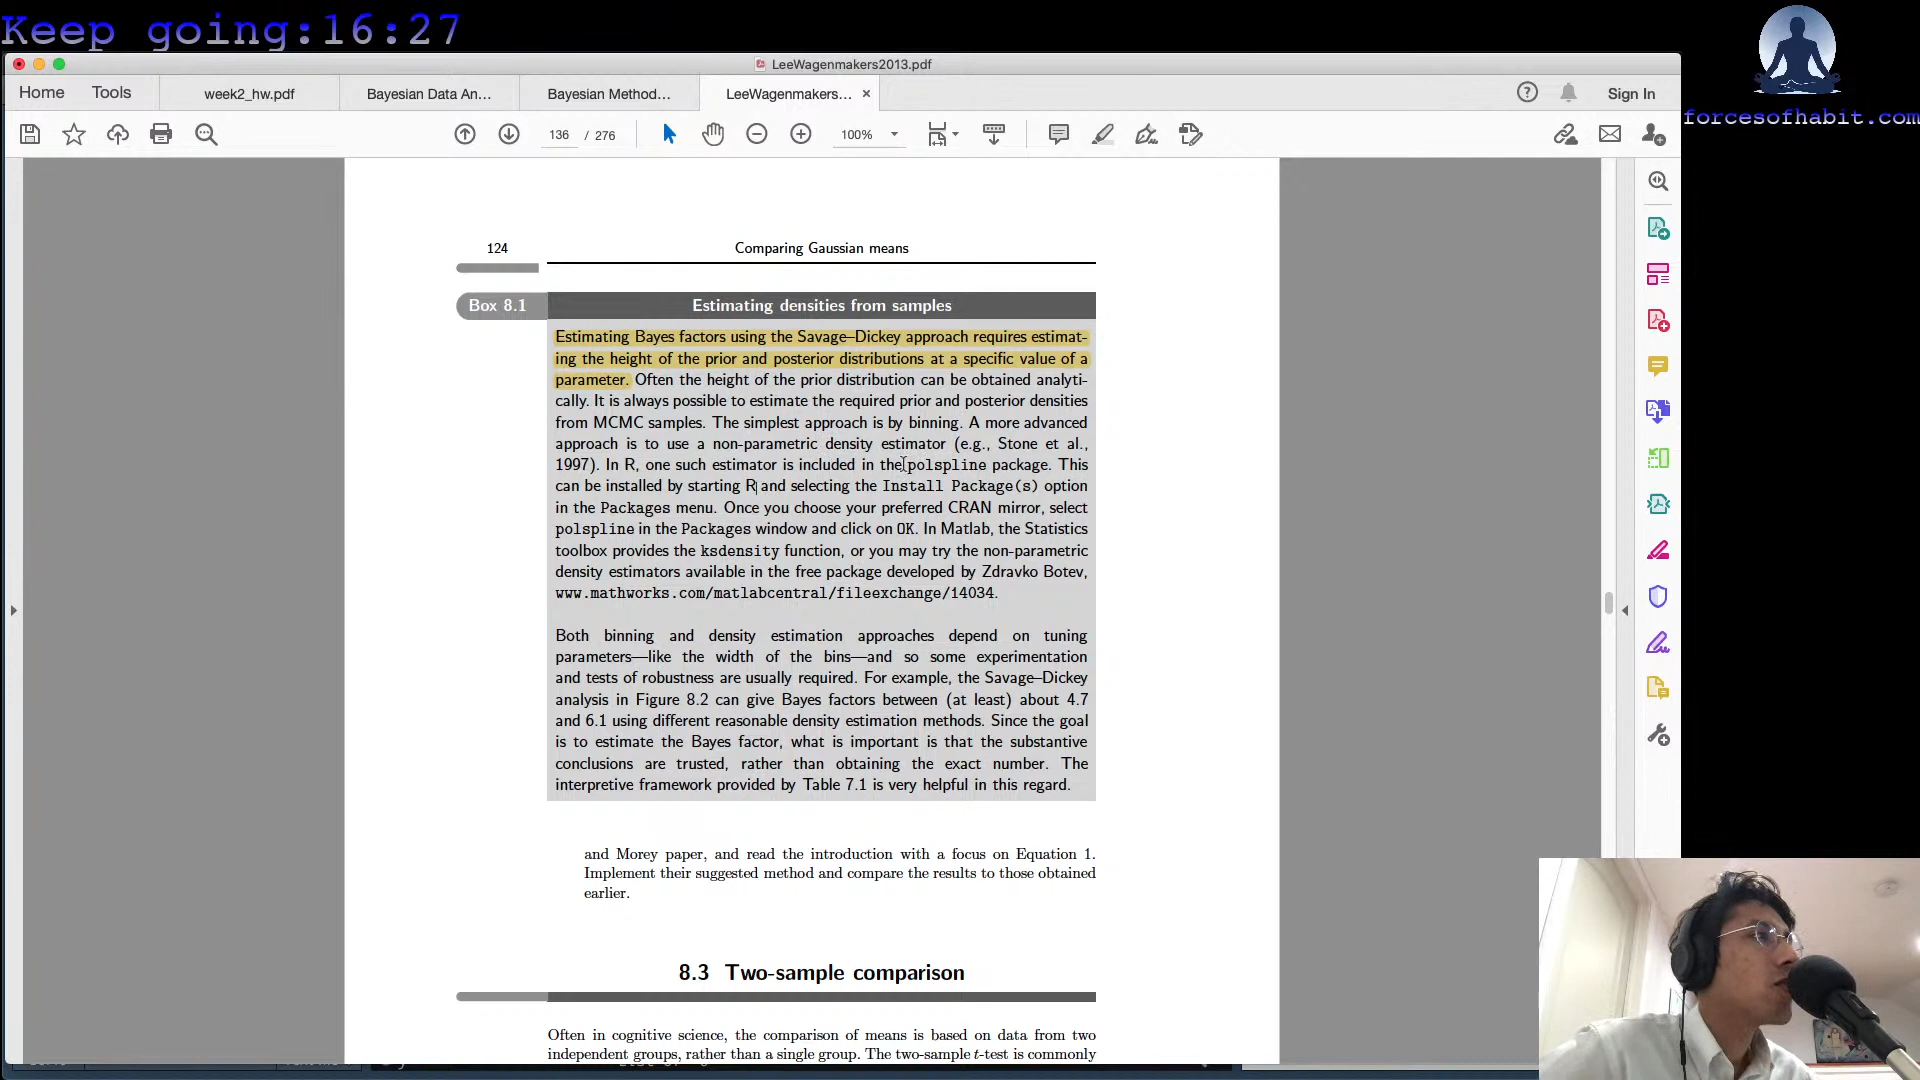 Keep going:16:27
forcesofhabit.com
LeeWagenmakers2013.pdf
Home
Tools
week2_hw.pdf
Bayesian Data An...
Bayesian Method...
LeeWagenmakers...
Sign In
136 / 276
100%
124
Comparing Gaussian means
Box 8.1
Estimating densities from samples
Estimating Bayes factors using the Savage–Dickey approach requires estimat-
ing the height of the prior and posterior distributions at a specific value of a
parameter. Often the height of the prior distribution can be obtained analyti-
cally. It is always possible to estimate the required prior and posterior densities
from MCMC samples. The simplest approach is by binning. A more advanced
approach is to use a non-parametric density estimator (e.g., Stone et al.,
1997). In R, one such estimator is included in the polspline package. This
can be installed by starting R and selecting the Install Package(s) option
in the Packages menu. Once you choose your preferred CRAN mirror, select
polspline in the Packages window and click on OK. In Matlab, the Statistics
toolbox provides the ksdensity function, or you may try the non-parametric
density estimators available in the free package developed by Zdravko Botev,
www.mathworks.com/matlabcentral/fileexchange/14034.
Both binning and density estimation approaches depend on tuning
parameters—like the width of the bins—and so some experimentation
and tests of robustness are usually required. For example, the Savage–Dickey
analysis in Figure 8.2 can give Bayes factors between (at least) about 4.7
and 6.1 using different reasonable density estimation methods. Since the goal
is to estimate the Bayes factor, what is important is that the substantive
conclusions are trusted, rather than obtaining the exact number. The
interpretive framework provided by Table 7.1 is very helpful in this regard.
and Morey paper, and read the introduction with a focus on Equation 1.
Implement their suggested method and compare the results to those obtained
earlier.
8.3 Two-sample comparison
Often in cognitive science, the comparison of means is based on data from two
independent groups, rather than a single group. The two-sample t-test is commonly